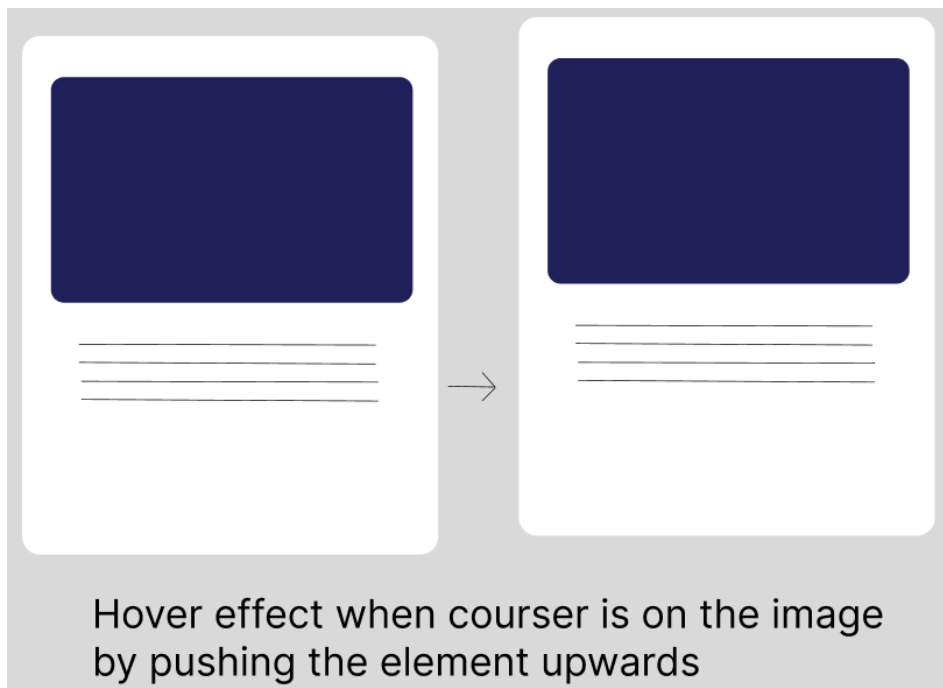 Hover effect when courser is on the image
by pushing the element upwards